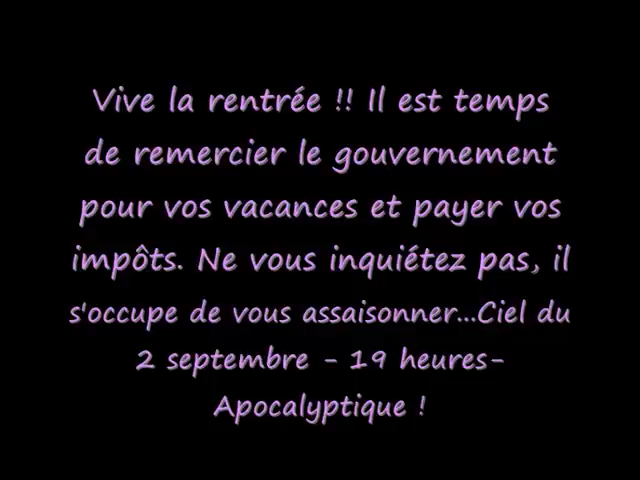 Vive la rentrée !! Il est temps
de remercier le gouvernement
pour vos vacances et payer vos
impôts. Ne vous inquiétez pas, il
s'occupe de vous assaisonner...Ciel du
2 septembre - 19 heures-
Apocalyptique !